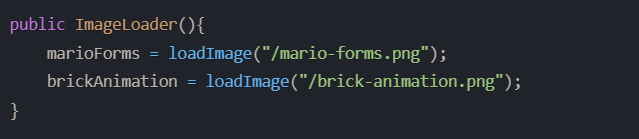 public ImageLoader(){
    marioForms = loadImage("/mario-forms.png");
    brickAnimation = loadImage("/brick-animation.png");
}